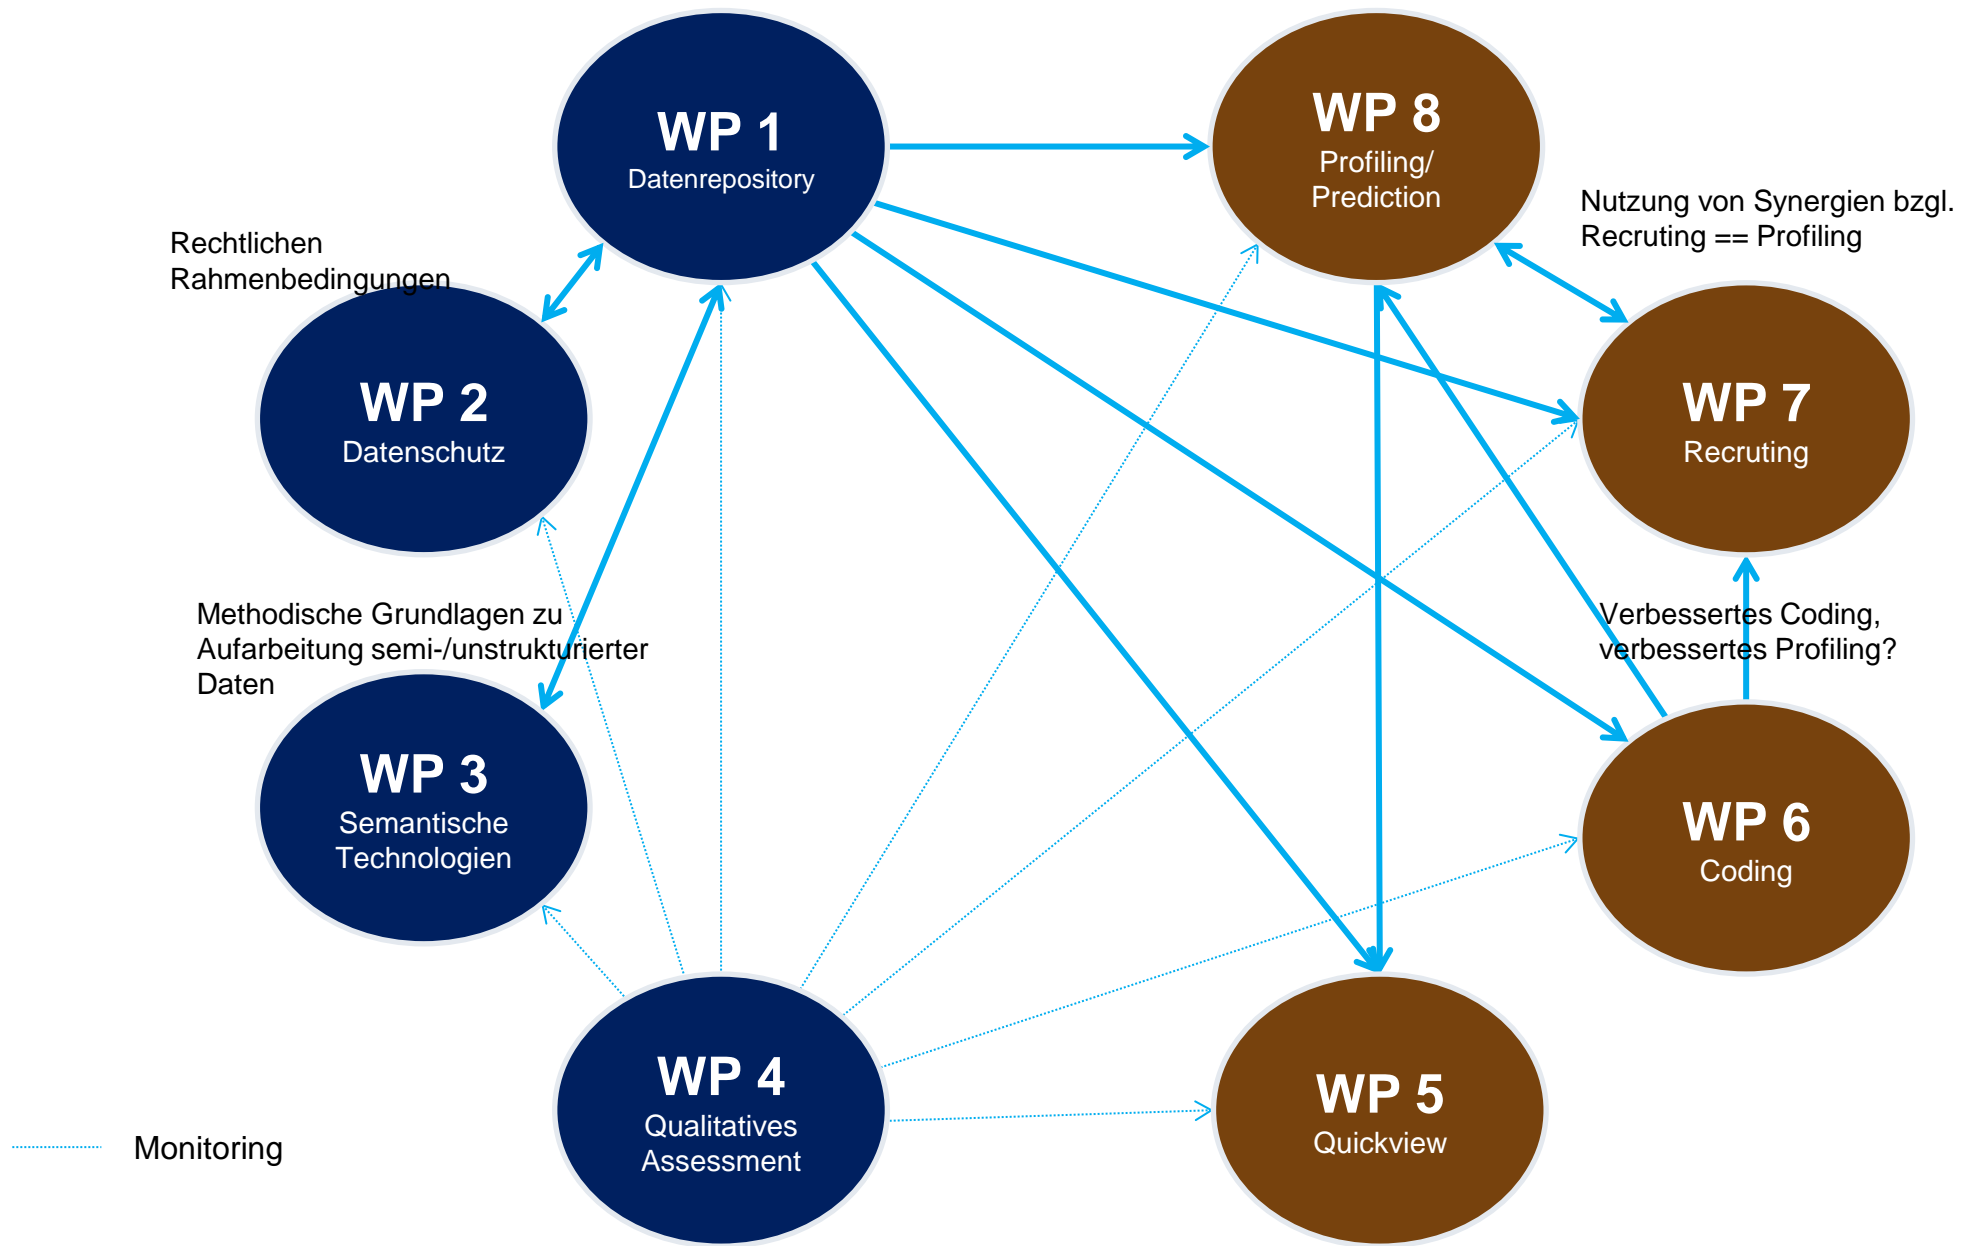 WP 1
Datenrepository
WP 8
Profiling/
Prediction
Nutzung von Synergien bzgl.
Recruting == Profiling
Rechtlichen
Rahmenbedingungen
WP 2
Datenschutz
WP 7
Recruting
Methodische Grundlagen zu
Aufarbeitung semi-/unstrukturierter
Daten
Verbessertes Coding,
verbessertes Profiling?
WP 3
Semantische
Technologien
WP 6
Coding
WP 4
Qualitatives
Assessment
WP 5
Quickview
Monitoring